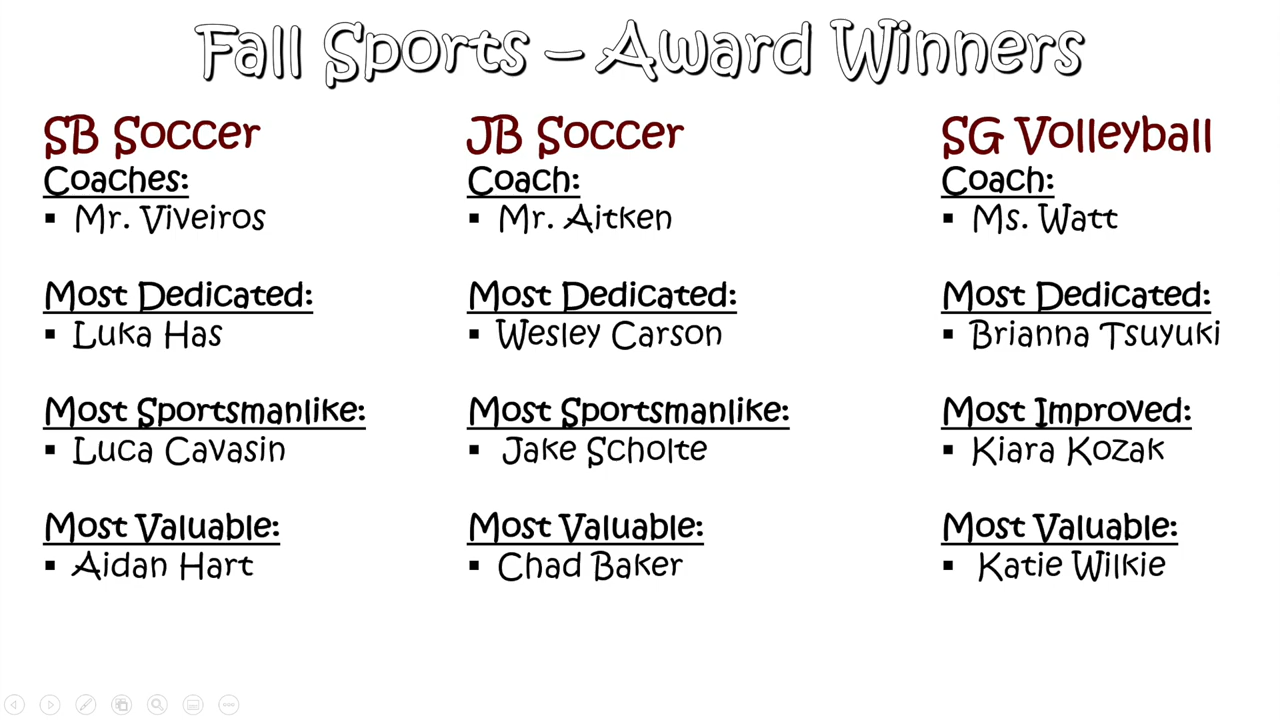 Fall Sports – Award Winners
SB Soccer
Coaches:
▪ Mr. Viveiros
Most Dedicated:
▪ Luka Has
Most Sportsmanlike:
▪ Luca Cavasin
Most Valuable:
▪ Aidan Hart
JB Soccer
Coach:
▪ Mr. Aitken
Most Dedicated:
▪ Wesley Carson
Most Sportsmanlike:
▪ Jake Scholte
Most Valuable:
▪ Chad Baker
SG Volleyball
Coach:
▪ Ms. Watt
Most Dedicated:
▪ Brianna Tsuyuki
Most Improved:
▪ Kiara Kozak
Most Valuable:
▪ Katie Wilkie